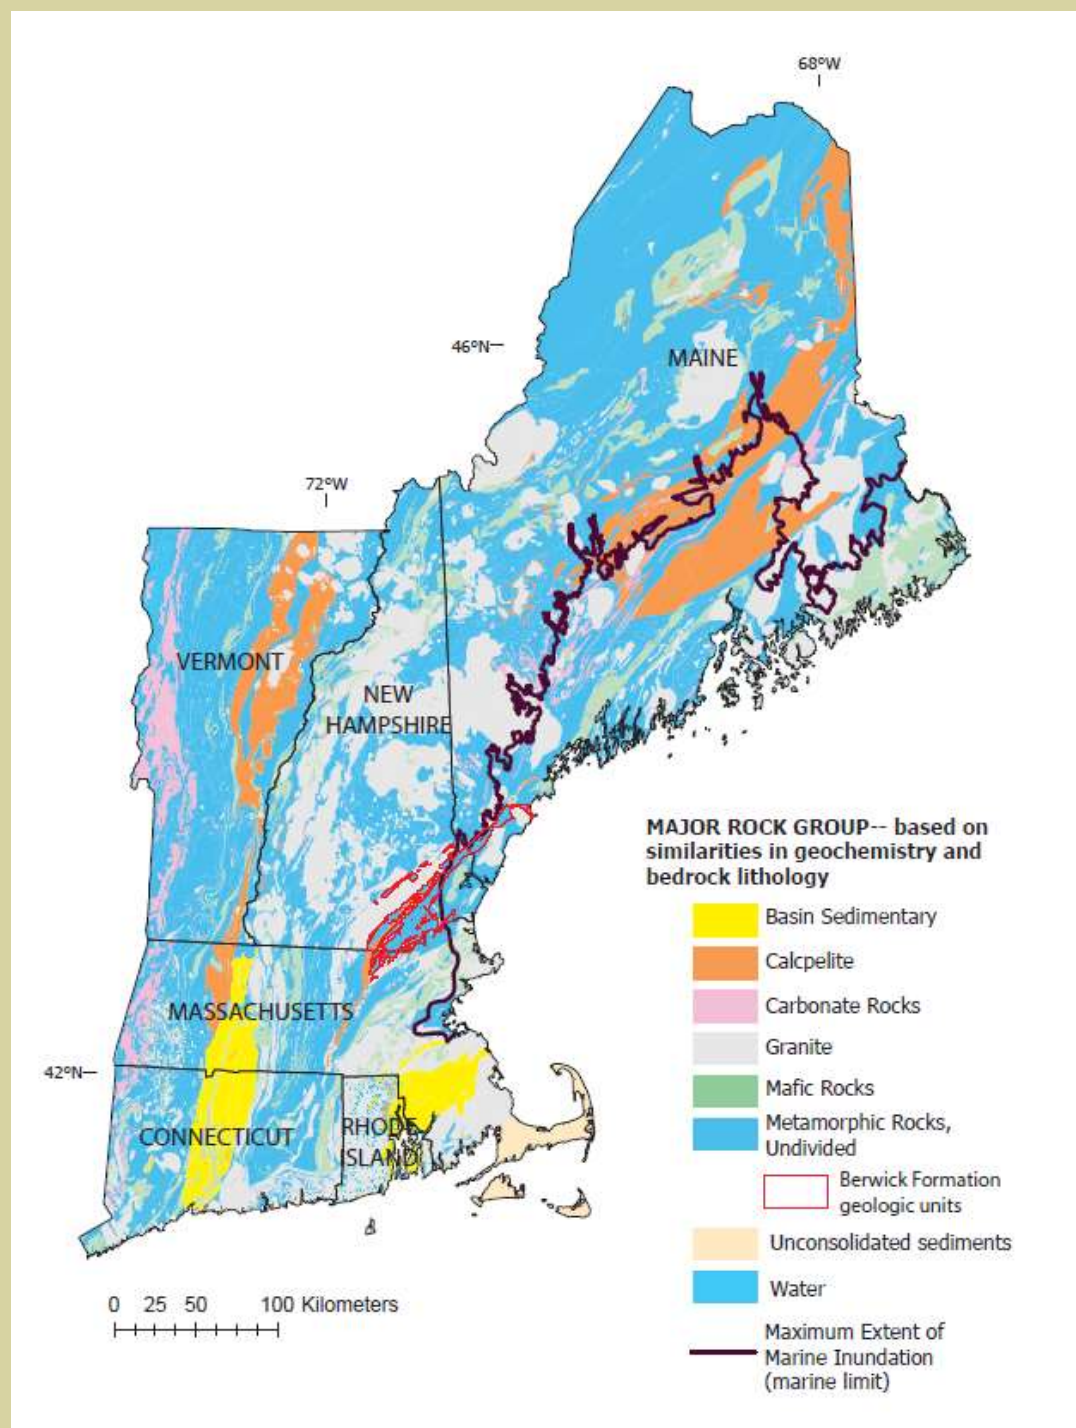 68°W
46°N
MAINE
72°W
VERMONT
NEW
HAMPSHIRE
MAJOR ROCK GROUP-- based on
similarities in geochemistry and
bedrock lithology
Basin Sedimentary
Calcpelite
Carbonate Rocks
Granite
Mafic Rocks
Metamorphic Rocks,
Undivided
Berwick Formation
geologic units
Unconsolidated sediments
Water
Maximum Extent of
Marine Inundation
(marine limit)
MASSACHUSETTS
42°N
CONNECTICUT
RHODE
ISLAND
0 25 50 100 Kilometers